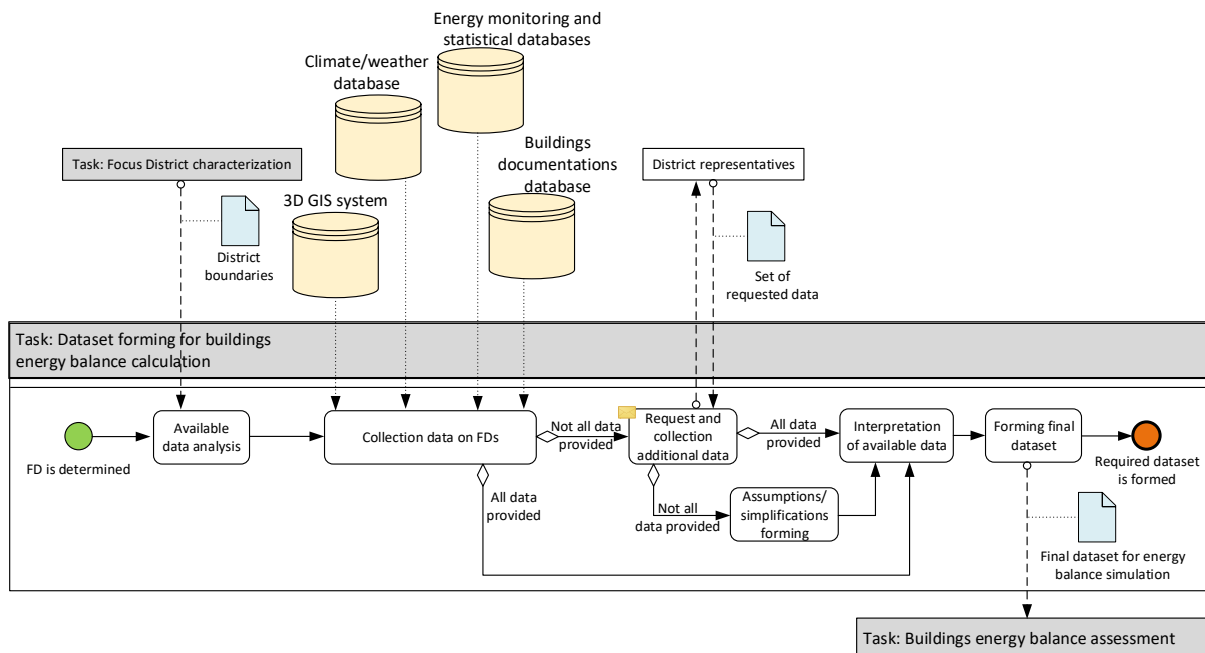 Energy monitoring and
statistical databases
Climate/weather
database
Buildings
documentations
database
Task: Focus District characterization
District representatives
3D GIS system
District
boundaries
Set of
requested data
Task: Dataset forming for buildings
energy balance calculation
Available
data analysis
Collection data on FDs
Not all data
provided
Request and
collection
additional data
All data
provided
Interpretation
of available data
Forming final
dataset
FD is determined
Required dataset
is formed
All data
provided
Not all
data provided
Assumptions/
simplifications
forming
Final dataset for energy
balance simulation
Task: Buildings energy balance assessment